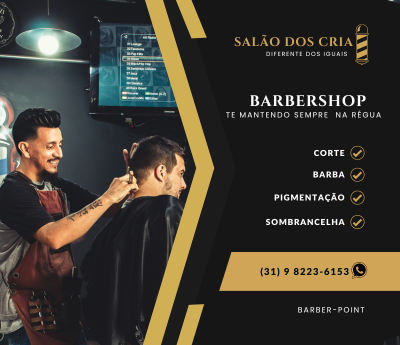 SALÃO DOS CRIA
DIFERENTE DOS IGUAIS
BARBERSHOP
TE MANTENDO SEMPRE NA RÉGUA
CORTE
BARBA
PIGMENTAÇÃO
SOMBRANCELHA
(31) 9 8223-6153
BARBER-POINT